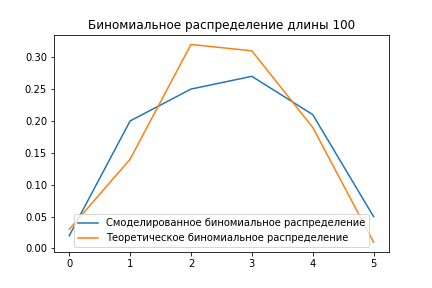 Биномиальное распределение длины 100
0.30
0.25
0.20
0.15
0.10
0.05
0.00
Смоделированное биномиальное распределение
Теоретическое биномиальное распределение
0 1 2 3 4 5